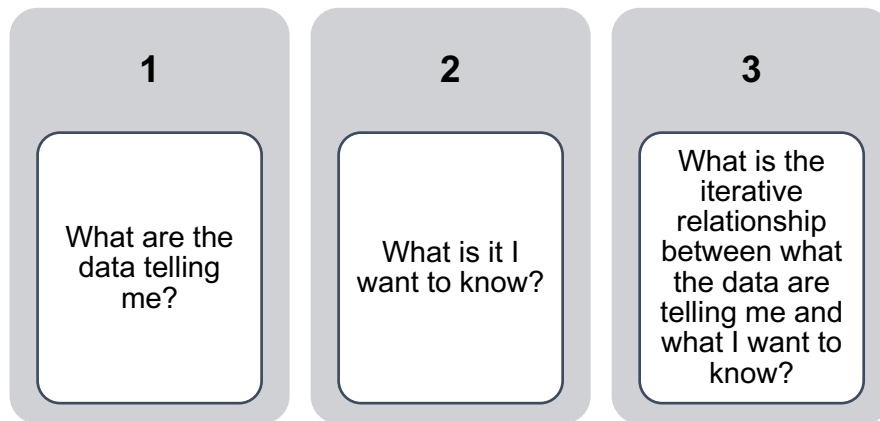 1
What are the
data telling
me?
2
What is it I
want to know?
3
What is the
iterative
relationship
between what
the data are
telling me and
what I want to
know?